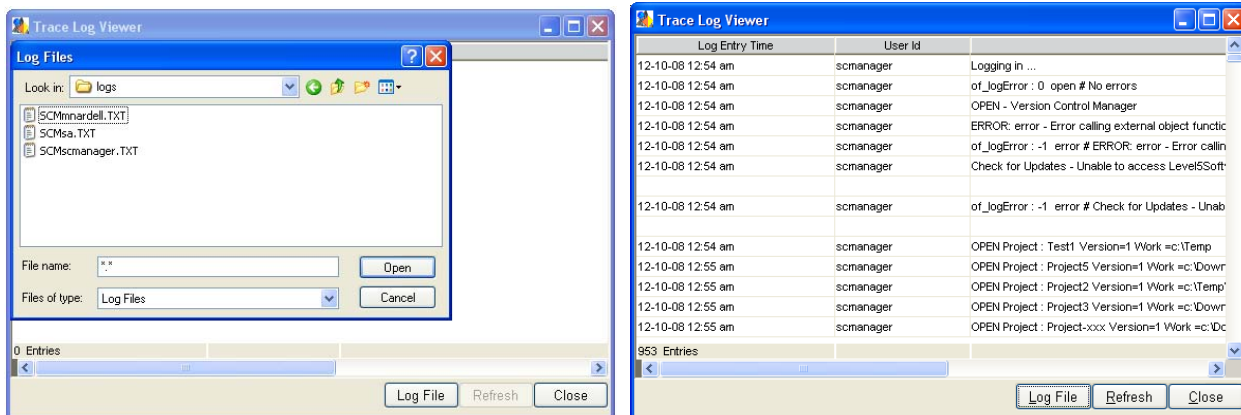 Trace Log Viewer
Log Files
Look in: logs
SCMmnardell.TXT
SCMsa.TXT
SCMscmanager.TXT
File name: *.*
Open
Files of type: Log Files
Cancel
0 Entries
Log File Refresh Close
Trace Log Viewer
Log Entry Time User Id
12-10-08 12:54 am scmanager Logging in ...
12-10-08 12:54 am scmanager of_logError : 0 open # No errors
12-10-08 12:54 am scmanager OPEN - Version Control Manager
12-10-08 12:54 am scmanager ERROR: error - Error calling external object functic
12-10-08 12:54 am scmanager of_logError : -1 error # ERROR: error - Error callin
12-10-08 12:54 am scmanager Check for Updates - Unable to access Level5Soft
12-10-08 12:54 am scmanager of_logError : -1 error # Check for Updates - Unab
12-10-08 12:54 am scmanager OPEN Project : Test1 Version=1 Work =c:\Temp
12-10-08 12:55 am scmanager OPEN Project : Project5 Version=1 Work =c:\Down
12-10-08 12:55 am scmanager OPEN Project : Project2 Version=1 Work =c:\Temp\
12-10-08 12:55 am scmanager OPEN Project : Project3 Version=1 Work =c:\Down
12-10-08 12:55 am scmanager OPEN Project : Project-xxx Version=1 Work =c:\Do
953 Entries
Log File Refresh Close